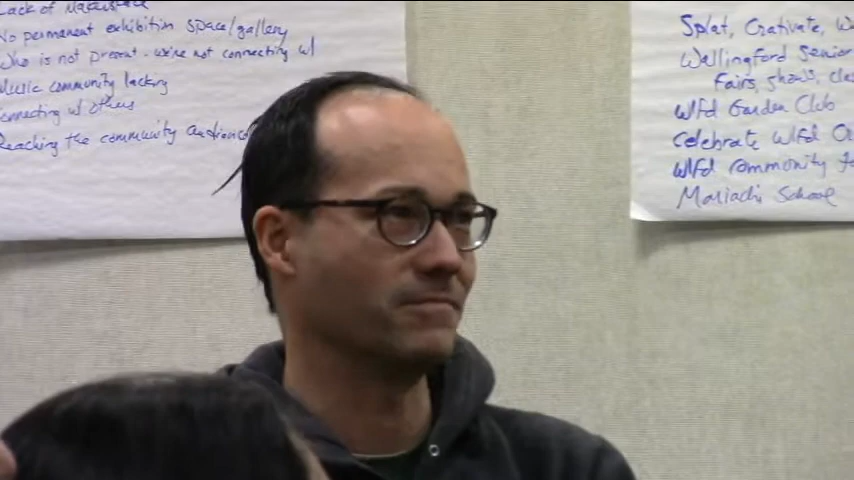 Lack of Makerspace
No permanent exhibition space/gallery
Who is not present - we're not connecting w/
Music community lacking
Connecting w/ others
Reaching the community audience
Splat, Creativate,
Wallingford Senior
Fairs, shows,
Wlfd Garden Club
Celebrate Wlfd
Wlfd Community
Mariachi School